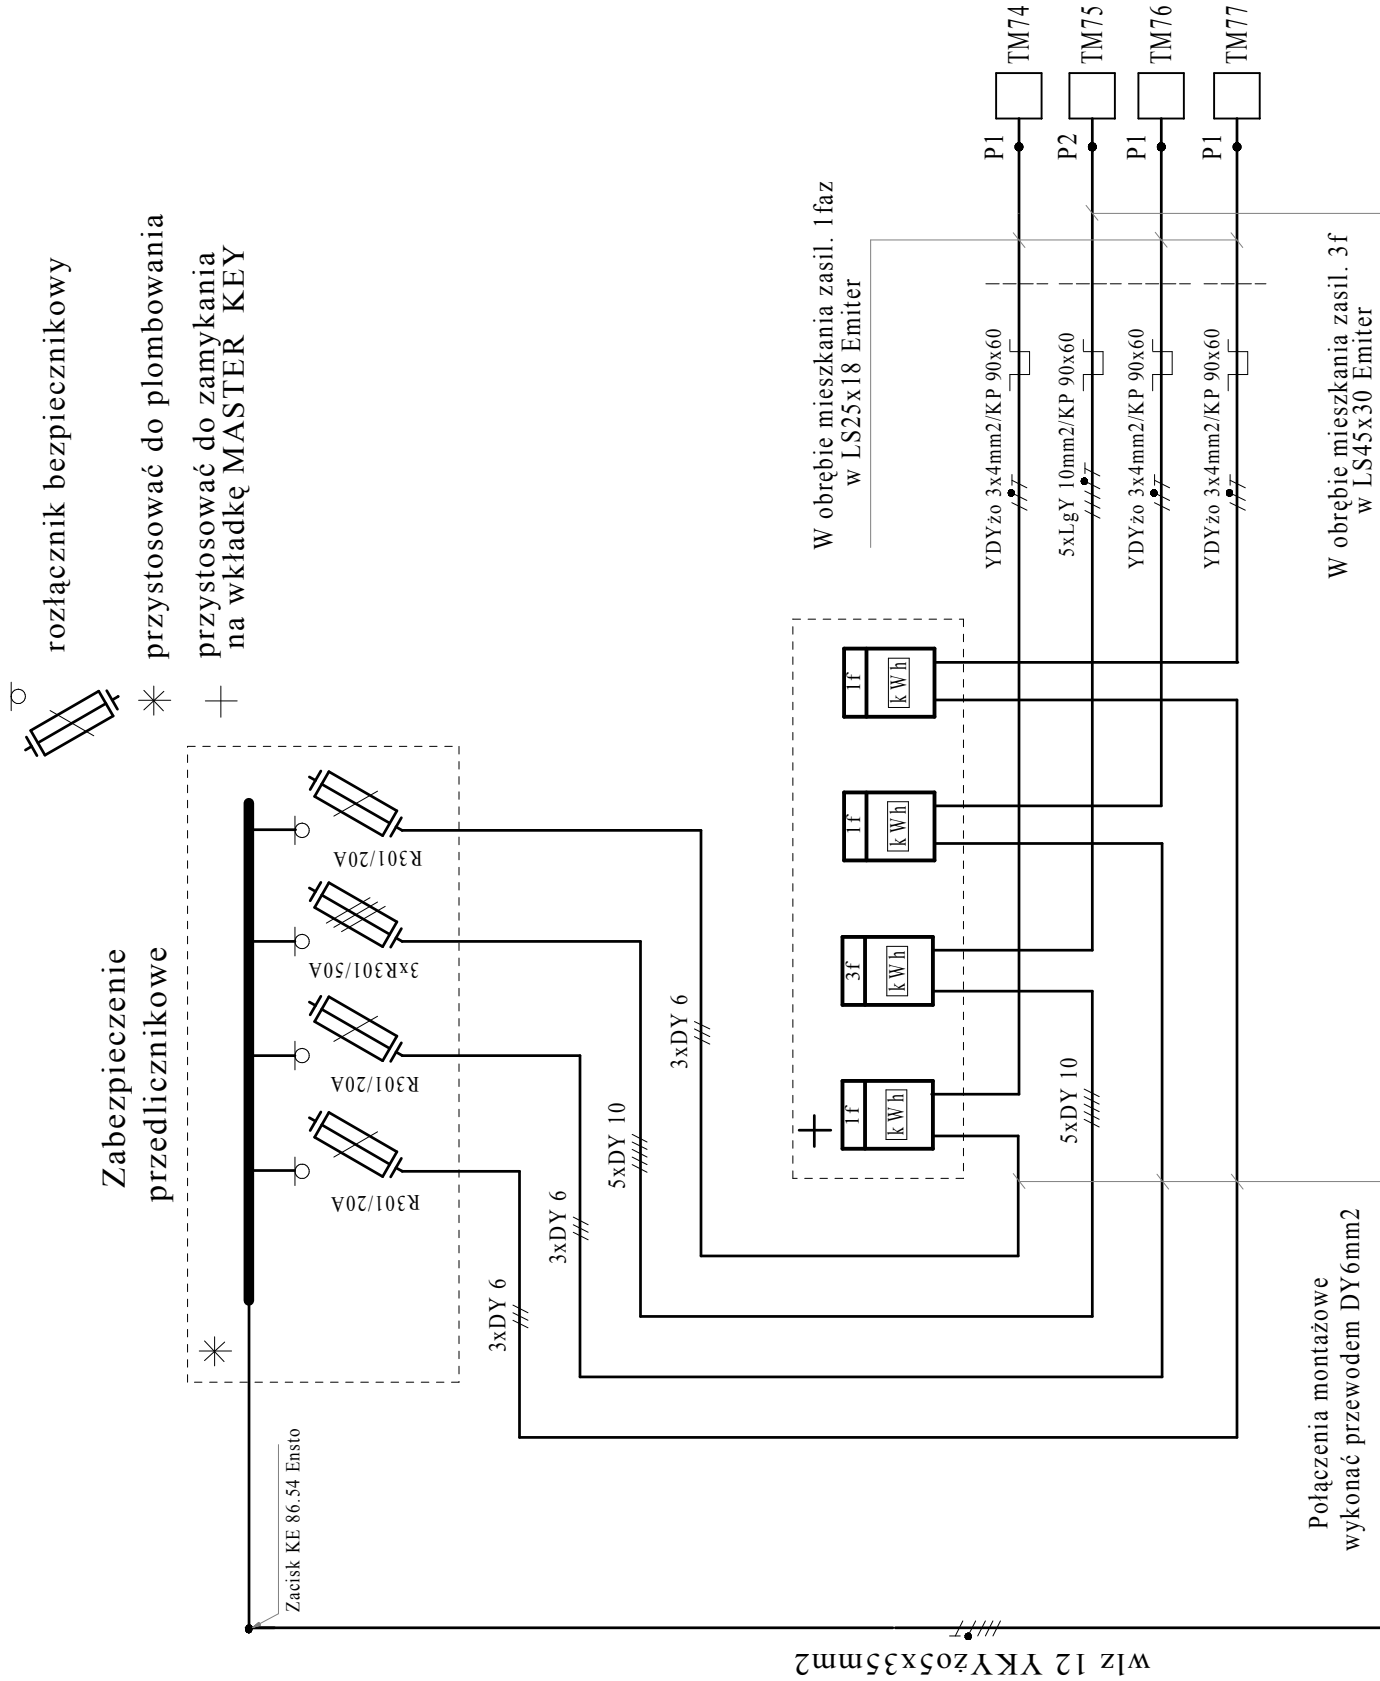 rozłącznik bezpiecznikowy
przystosować do plombowania
przystosować do zamykania
na wkładkę MASTER KEY
Zabezpieczenie
przedlicznikowe
R301/20A
R301/20A
3xR301/50A
R301/20A
3xDY 6
3xDY 6
5xDY 10
3xDY 6
Zacisk KE 86.54 Ensto
wlz 12 YKYżo5x35mm2
1f
kWh
3f
kWh
1f
kWh
1f
kWh
5xDY 10
W obrębie mieszkania zasil. 1faz
w LS25x18 Emiter
YDYżo 3x4mm2/KP 90x60
P1
TM74
5xLgY 10mm2/KP 90x60
P2
TM75
YDYżo 3x4mm2/KP 90x60
P1
TM76
YDYżo 3x4mm2/KP 90x60
P1
TM77
Połączenia montażowe
wykonać przewodem DY6mm2
W obrębie mieszkania zasil. 3f
w LS45x30 Emiter